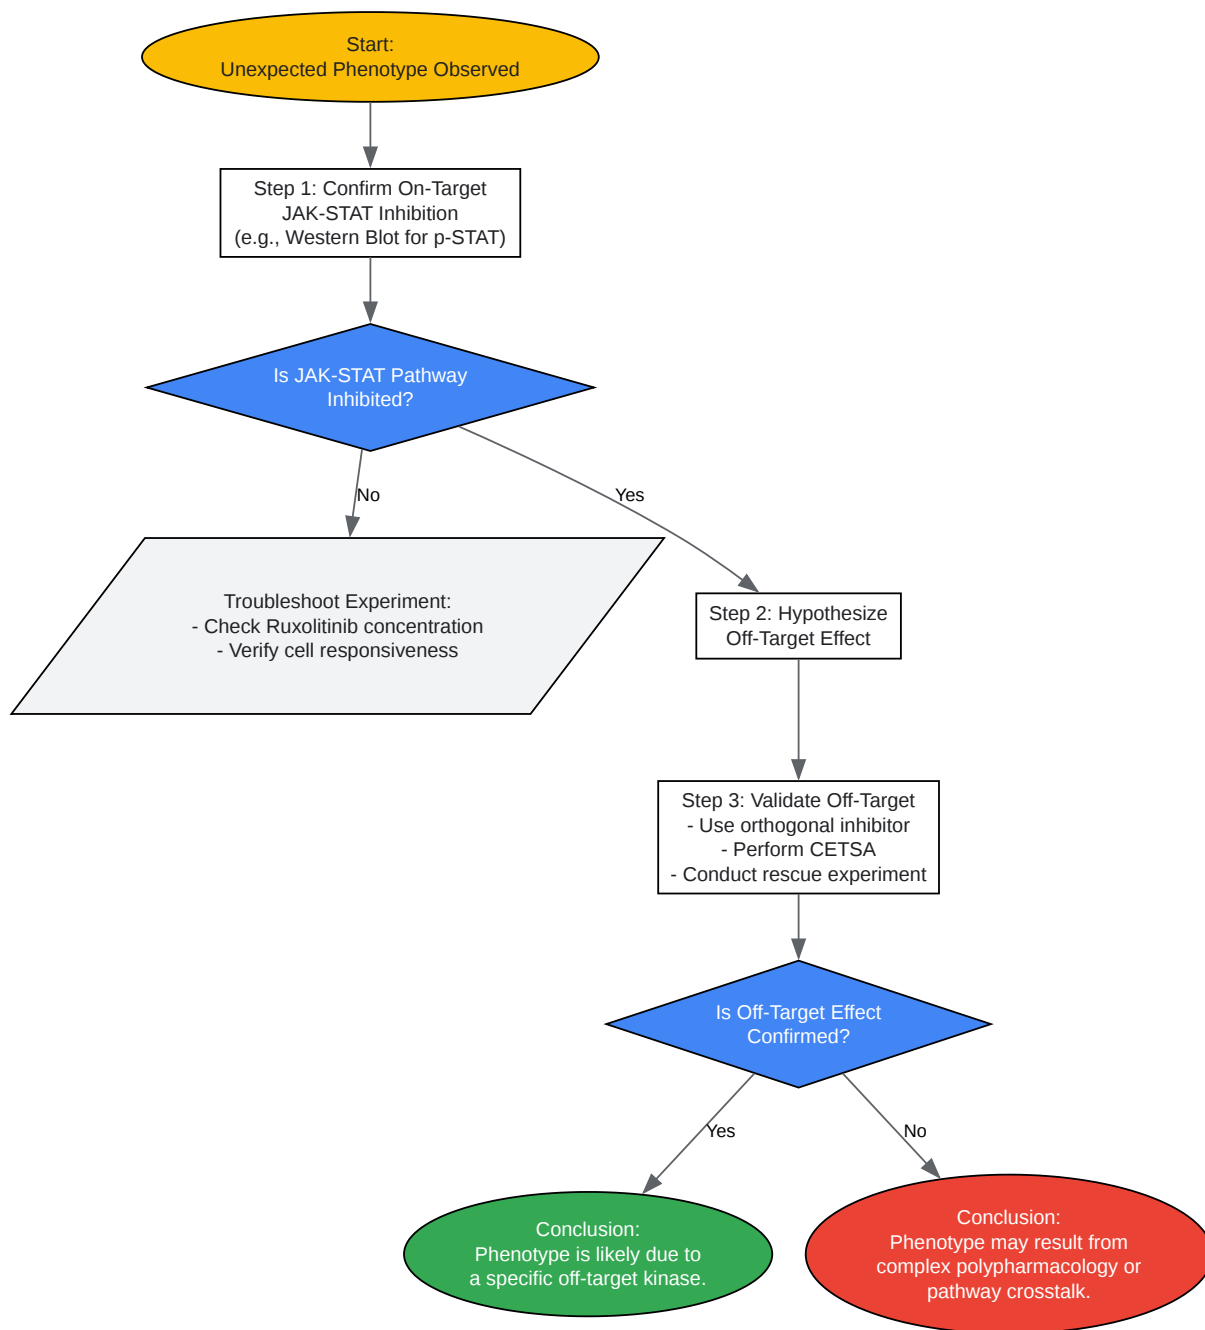 Start:
Unexpected Phenotype Observed
Step 1: Confirm On-Target
JAK-STAT Inhibition
(e.g., Western Blot for p-STAT)
Is JAK-STAT Pathway
Inhibited?
No
Yes
Troubleshoot Experiment:
- Check Ruxolitinib concentration
- Verify cell responsiveness
Step 2: Hypothesize
Off-Target Effect
Step 3: Validate Off-Target
- Use orthogonal inhibitor
- Perform CETSA
- Conduct rescue experiment
Is Off-Target Effect
Confirmed?
Yes
No
Conclusion:
Phenotype is likely due to
a specific off-target kinase.
Conclusion:
Phenotype may result from
complex polypharmacology or
pathway crosstalk.